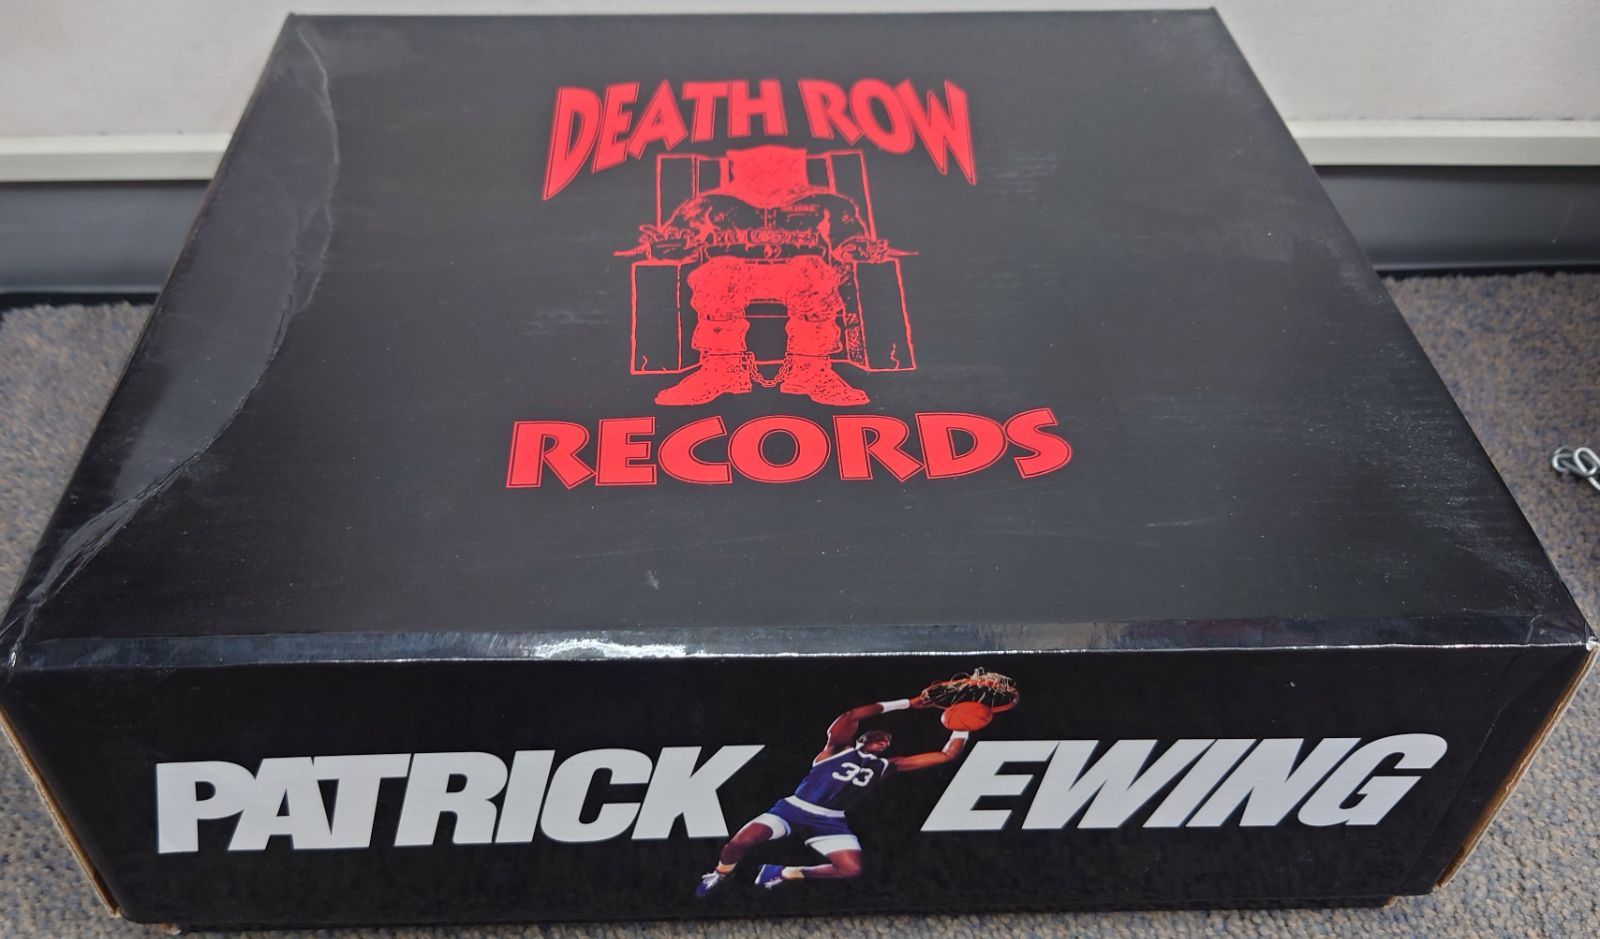 DEATH ROW
RECORDS
PATRICK EWING
33